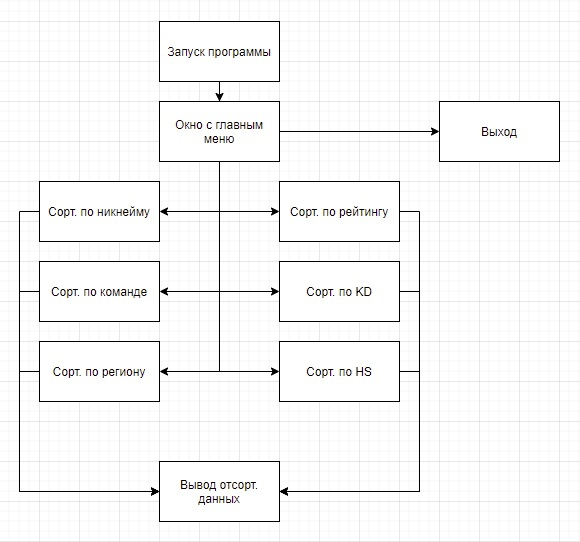 Запуск программы
Окно с главным
меню
Выход
Сорт. по никнейму
Сорт. по рейтингу
Сорт. по команде
Сорт. по KD
Сорт. по региону
Сорт. по HS
Вывод отсорт.
данных